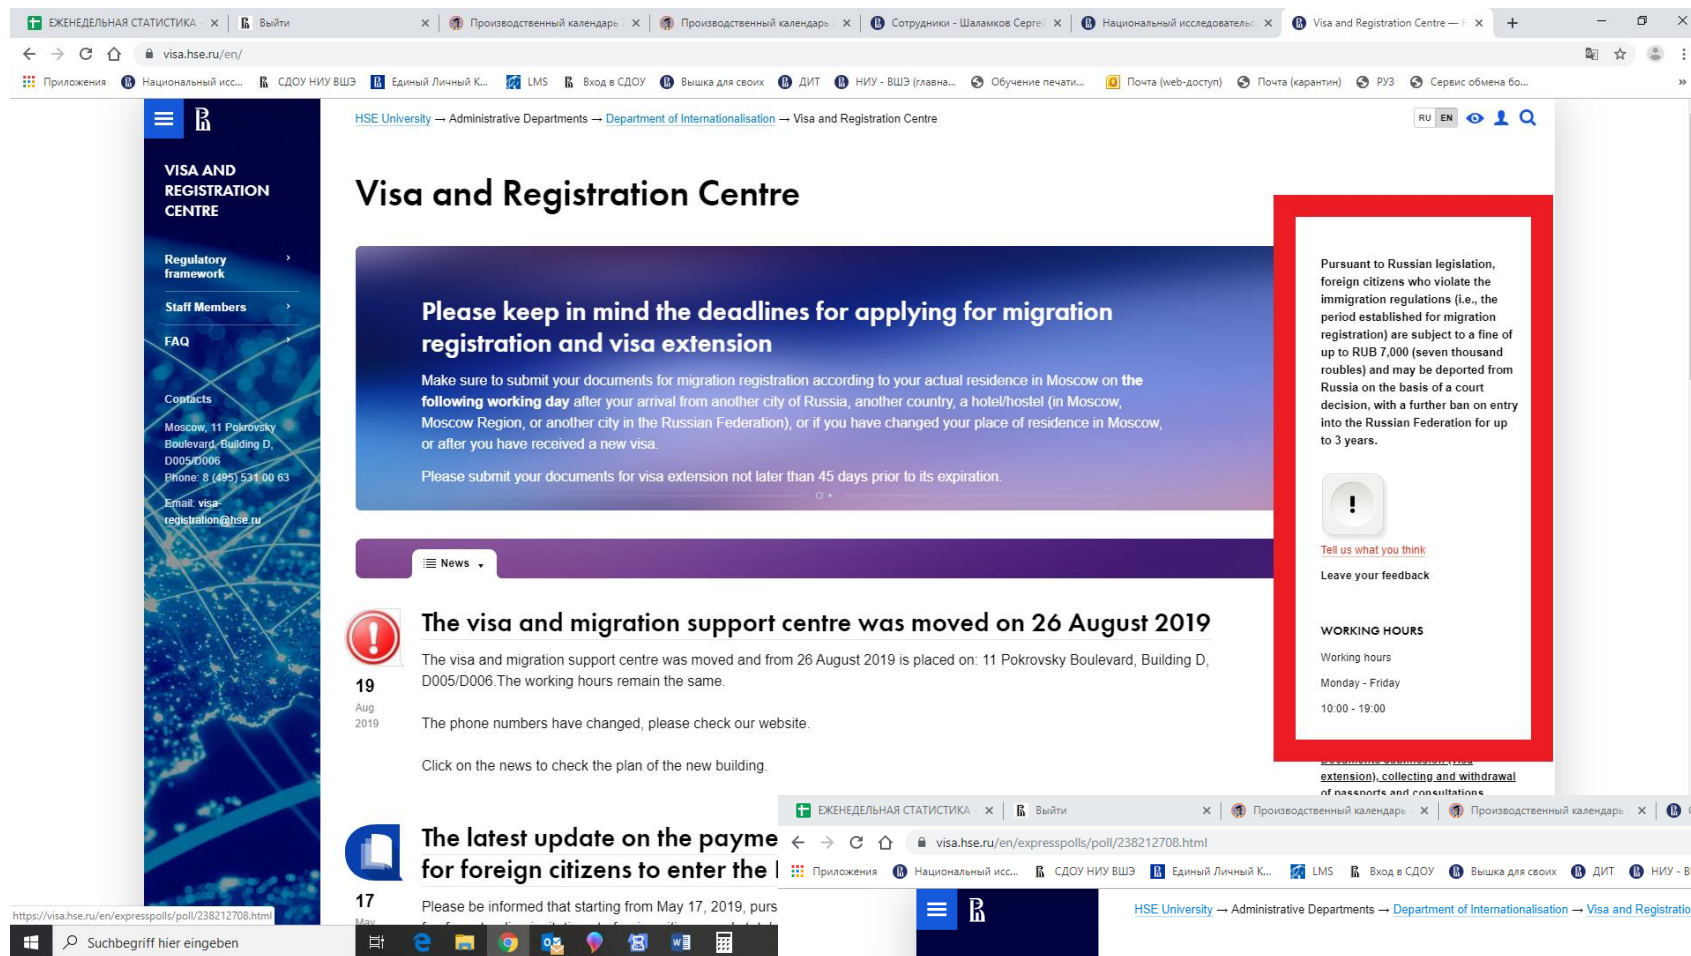 ЕЖЕНЕДЕЛЬНАЯ СТАТИСТИКА
Выйти
Производственный календарь
Производственный календарь
Сотрудники - Шаламков Серге
Национальный исследователь
Visa and Registration Centre —
visa.hse.ru/en/
Приложения
Национальный исс...
СДОУ НИУ ВШЭ
Единый Личный К...
LMS
Вход в СДОУ
Вышка для своих
ДИТ
НИУ - ВШЭ (главна...
Обучение печати...
Почта (web-доступ)
Почта (карантин)
РУЗ
Сервис обмена бо...
»
HSE University → Administrative Departments → Department of Internationalisation → Visa and Registration Centre
RU EN
VISA AND
REGISTRATION
CENTRE
Regulatory
framework
Staff Members
FAQ
Contacts
Moscow, 11 Pokrovsky
Boulevard, Building D,
D005/D006
Phone: 8 (495) 531 00 63
Email: visa-
registration@hse.ru
Visa and Registration Centre
Please keep in mind the deadlines for applying for migration
registration and visa extension
Make sure to submit your documents for migration registration according to your actual residence in Moscow on the
following working day after your arrival from another city of Russia, another country, a hotel/hostel (in Moscow,
Moscow Region, or another city in the Russian Federation), or if you have changed your place of residence in Moscow,
or after you have received a new visa.
Please submit your documents for visa extension not later than 45 days prior to its expiration.
News
The visa and migration support centre was moved on 26 August 2019
19
Aug
2019
The visa and migration support centre was moved and from 26 August 2019 is placed on: 11 Pokrovsky Boulevard, Building D,
D005/D006.The working hours remain the same.
The phone numbers have changed, please check our website.
Click on the news to check the plan of the new building.
The latest update on the payme
for foreign citizens to enter the
17
May
Please be informed that starting from May 17, 2019, purs
Pursuant to Russian legislation,
foreign citizens who violate the
immigration regulations (i.e., the
period established for migration
registration) are subject to a fine of
up to RUB 7,000 (seven thousand
roubles) and may be deported from
Russia on the basis of a court
decision, with a further ban on entry
into the Russian Federation for up
to 3 years.
!
Tell us what you think
Leave your feedback
WORKING HOURS
Working hours
Monday - Friday
10:00 - 19:00
Documents submission (visa
extension), collecting and withdrawal
of passports and consultations
https://visa.hse.ru/en/expresspolls/poll/238212708.html
Suchbegriff hier eingeben
ЕЖЕНЕДЕЛЬНАЯ СТАТИСТИКА
Выйти
Производственный календарь
Производственный календарь
visa.hse.ru/en/expresspolls/poll/238212708.html
Приложения
Национальный исс...
СДОУ НИУ ВШЭ
Единый Личный К...
LMS
Вход в СДОУ
Вышка для своих
ДИТ
НИУ - В
HSE University → Administrative Departments → Department of Internationalisation → Visa and Registratio